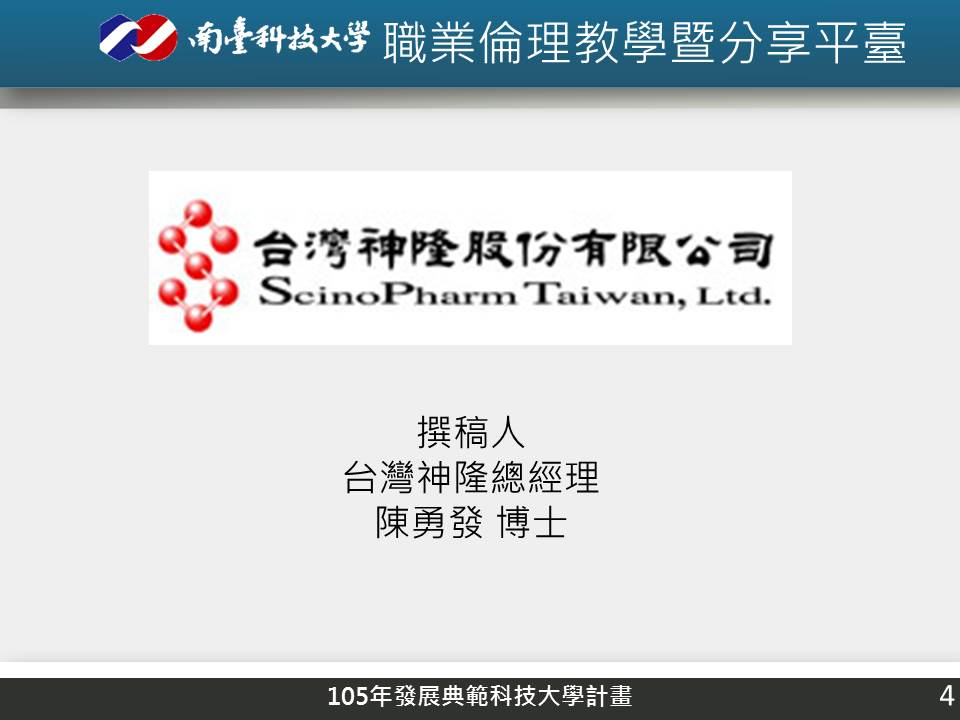 南臺科技大學 職業倫理教學暨分享平臺
台灣神隆股份有限公司
ScinoPharm Taiwan, Ltd.
撰稿人
台灣神隆總經理
陳勇發 博士
105年發展典範科技大學計畫
4